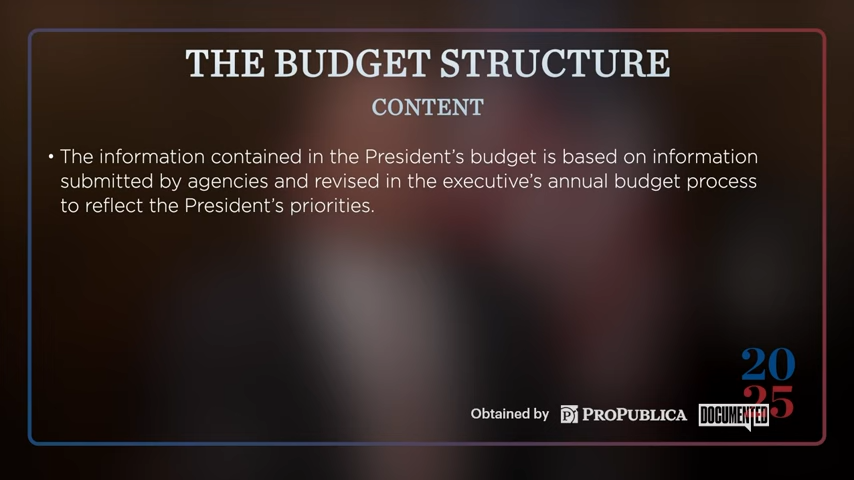 THE BUDGET STRUCTURE
CONTENT
• The information contained in the President’s budget is based on information
submitted by agencies and revised in the executive’s annual budget process
to reflect the President’s priorities.
20
25
Obtained by PROPUBLICA DOCUMENTED